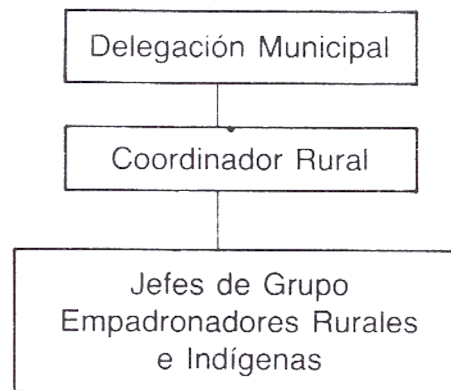 Delegación Municipal
Coordinador Rural
Jefes de Grupo
Empadronadores Rurales
e Indígenas